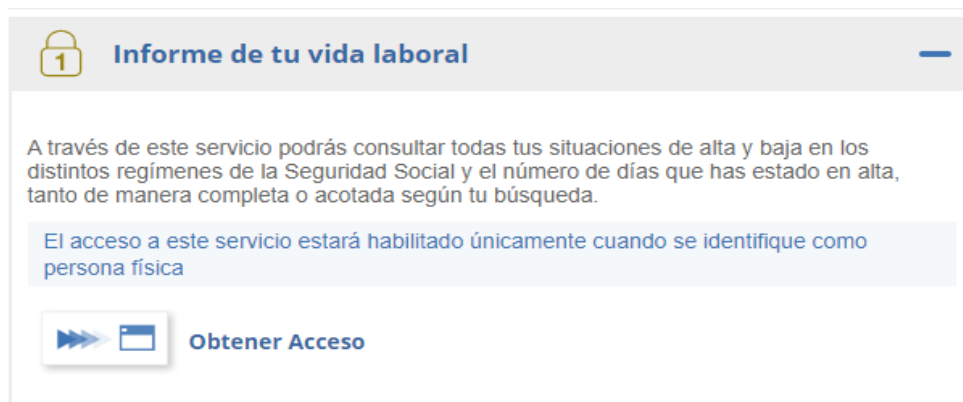 1
Informe de tu vida laboral
A través de este servicio podrás consultar todas tus situaciones de alta y baja en los
distintos regímenes de la Seguridad Social y el número de días que has estado en alta,
tanto de manera completa o acotada según tu búsqueda.
El acceso a este servicio estará habilitado únicamente cuando se identifique como
persona física
Obtener Acceso